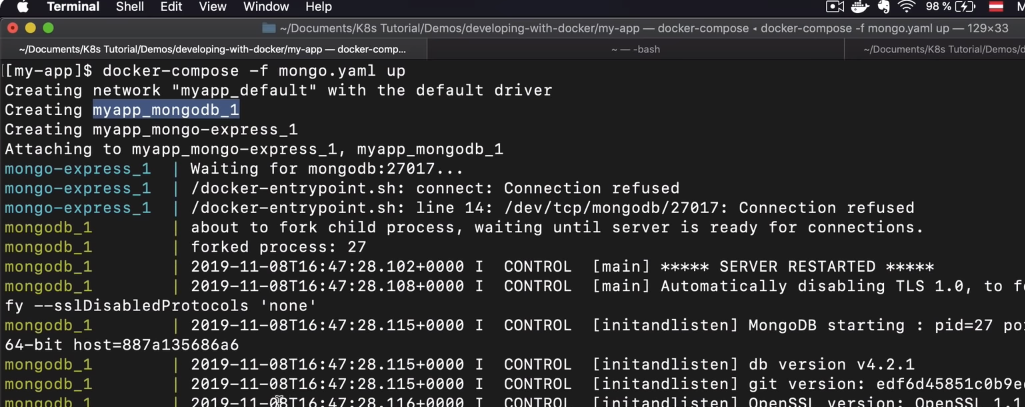 Terminal Shell Edit View Window Help 98 %
~/Documents/K8s Tutorial/Demos/developing-with-docker/my-app — docker-compose ◂ docker-compose -f mongo.yaml up — 129×33
~/Documents/K8s Tutorial/Demos/developing-with-docker/my-app — docker-comp... ~ — -bash ~/Documents/K8s Tutorial/Demos/d
[my-app]$ docker-compose -f mongo.yaml up
Creating network "myapp_default" with the default driver
Creating myapp_mongodb_1
Creating myapp_mongo-express_1
Attaching to myapp_mongo-express_1, myapp_mongodb_1
mongo-express_1 | Waiting for mongodb:27017...
mongo-express_1 | /docker-entrypoint.sh: connect: Connection refused
mongo-express_1 | /docker-entrypoint.sh: line 14: /dev/tcp/mongodb/27017: Connection refused
mongodb_1 | about to fork child process, waiting until server is ready for connections.
mongodb_1 | forked process: 27
mongodb_1 | 2019-11-08T16:47:28.102+0000 I CONTROL [main] ***** SERVER RESTARTED *****
mongodb_1 | 2019-11-08T16:47:28.108+0000 I CONTROL [main] Automatically disabling TLS 1.0, to fo
fy --sslDisabledProtocols 'none'
mongodb_1 | 2019-11-08T16:47:28.115+0000 I CONTROL [initandlisten] MongoDB starting : pid=27 po
64-bit host=887a135686a6
mongodb_1 | 2019-11-08T16:47:28.115+0000 I CONTROL [initandlisten] db version v4.2.1
mongodb_1 | 2019-11-08T16:47:28.115+0000 I CONTROL [initandlisten] git version: edf6d45851c0b9e
mongodb_1 | 2019-11-08T16:47:28.116+0000 I CONTROL [initandlisten] OpenSSL version: OpenSSL 1.1